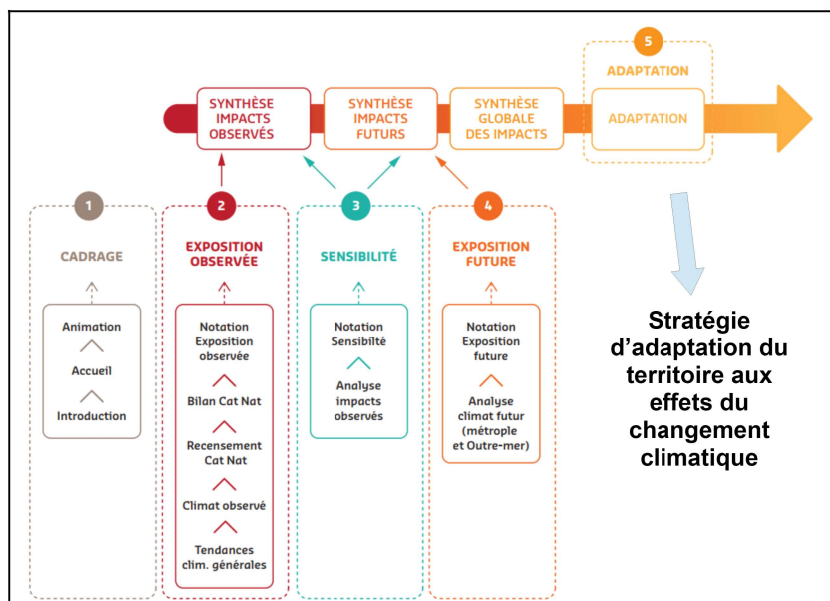 5
ADAPTATION
SYNTHÈSE
IMPACTS
OBSERVÉS
SYNTHÈSE
IMPACTS
FUTURS
SYNTHÈSE
GLOBALE
DES IMPACTS
ADAPTATION
1
CADRAGE
Animation
Accueil
Introduction
2
EXPOSITION
OBSERVÉE
Notation
Exposition
observée
Bilan Cat Nat
Recensement
Cat Nat
Climat observé
Tendances
clim. générales
3
SENSIBILITÉ
Notation
Sensibilté
Analyse
impacts
observés
4
EXPOSITION
FUTURE
Notation
Exposition
future
Analyse
climat futur
(métrople
et Outre-mer)
Stratégie
d'adaptation du
territoire aux
effets du
changement
climatique